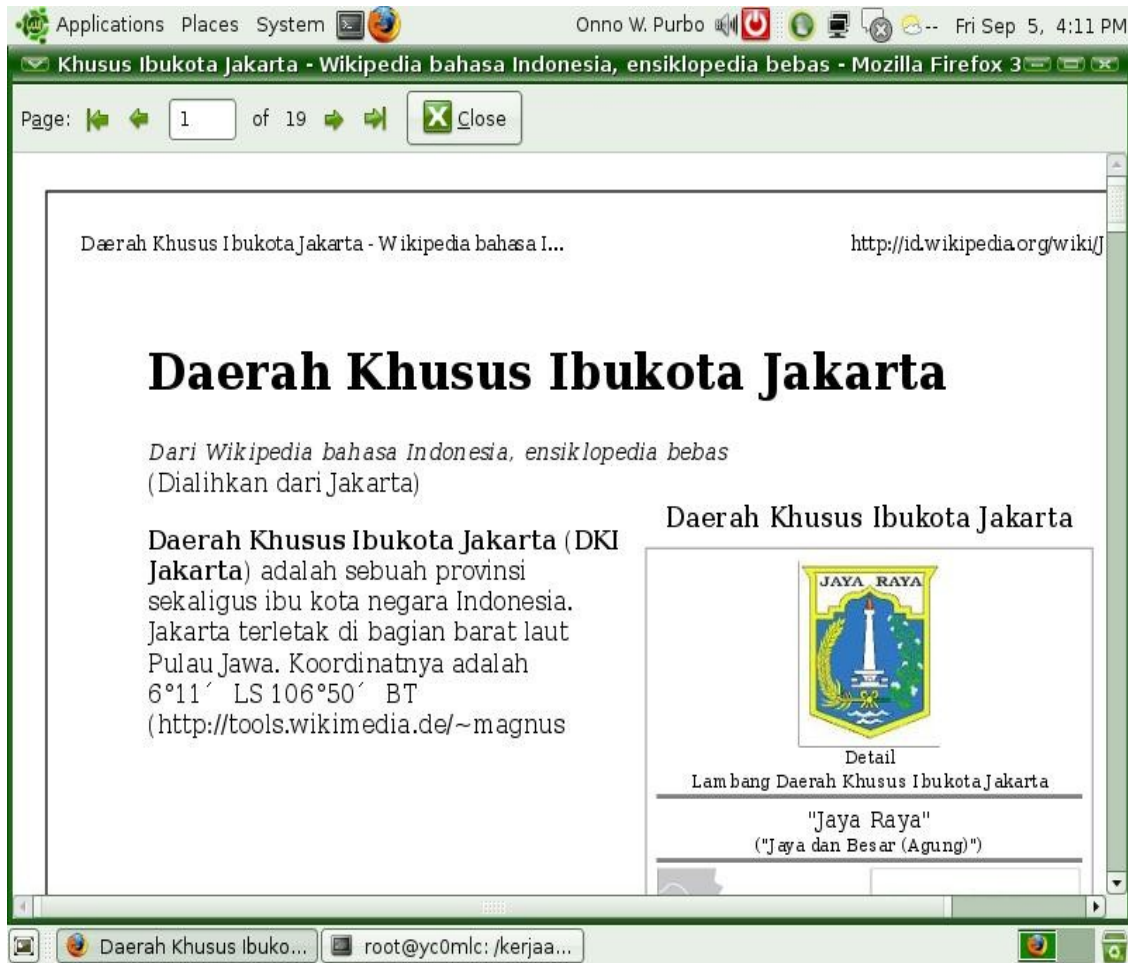 Applications Places System Onno W. Purbo -- Fri Sep 5, 4:11 PM
Khusus Ibukota Jakarta - Wikipedia bahasa Indonesia, ensiklopedia bebas - Mozilla Firefox 3
Page: 1 of 19 Close
Daerah Khusus Ibukota Jakarta - Wikipedia bahasa I... http://id.wikipedia.org/wiki/J
Daerah Khusus Ibukota Jakarta
Dari Wikipedia bahasa Indonesia, ensiklopedia bebas
(Dialihkan dari Jakarta)
Daerah Khusus Ibukota Jakarta (DKI
Jakarta) adalah sebuah provinsi
sekaligus ibu kota negara Indonesia.
Jakarta terletak di bagian barat laut
Pulau Jawa. Koordinatnya adalah
6°11′ LS 106°50′ BT
(http://tools.wikimedia.de/~magnus
Daerah Khusus Ibukota Jakarta
JAYA RAYA
Detail
Lambang Daerah Khusus Ibukota Jakarta
"Jaya Raya"
("Jaya dan Besar (Agung)")
Daerah Khusus Ibuko... root@yc0mlc: /kerjaa...